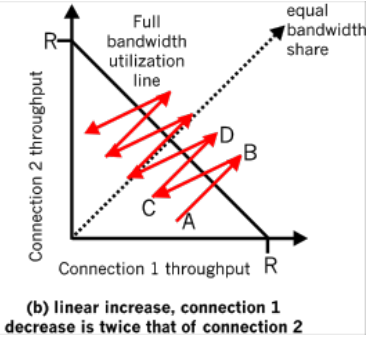 Full
bandwidth
utilization
line
equal
bandwidth
share
R
Connection 2 throughput
D
B
C
A
Connection 1 throughput
R
(b) linear increase, connection 1
decrease is twice that of connection 2